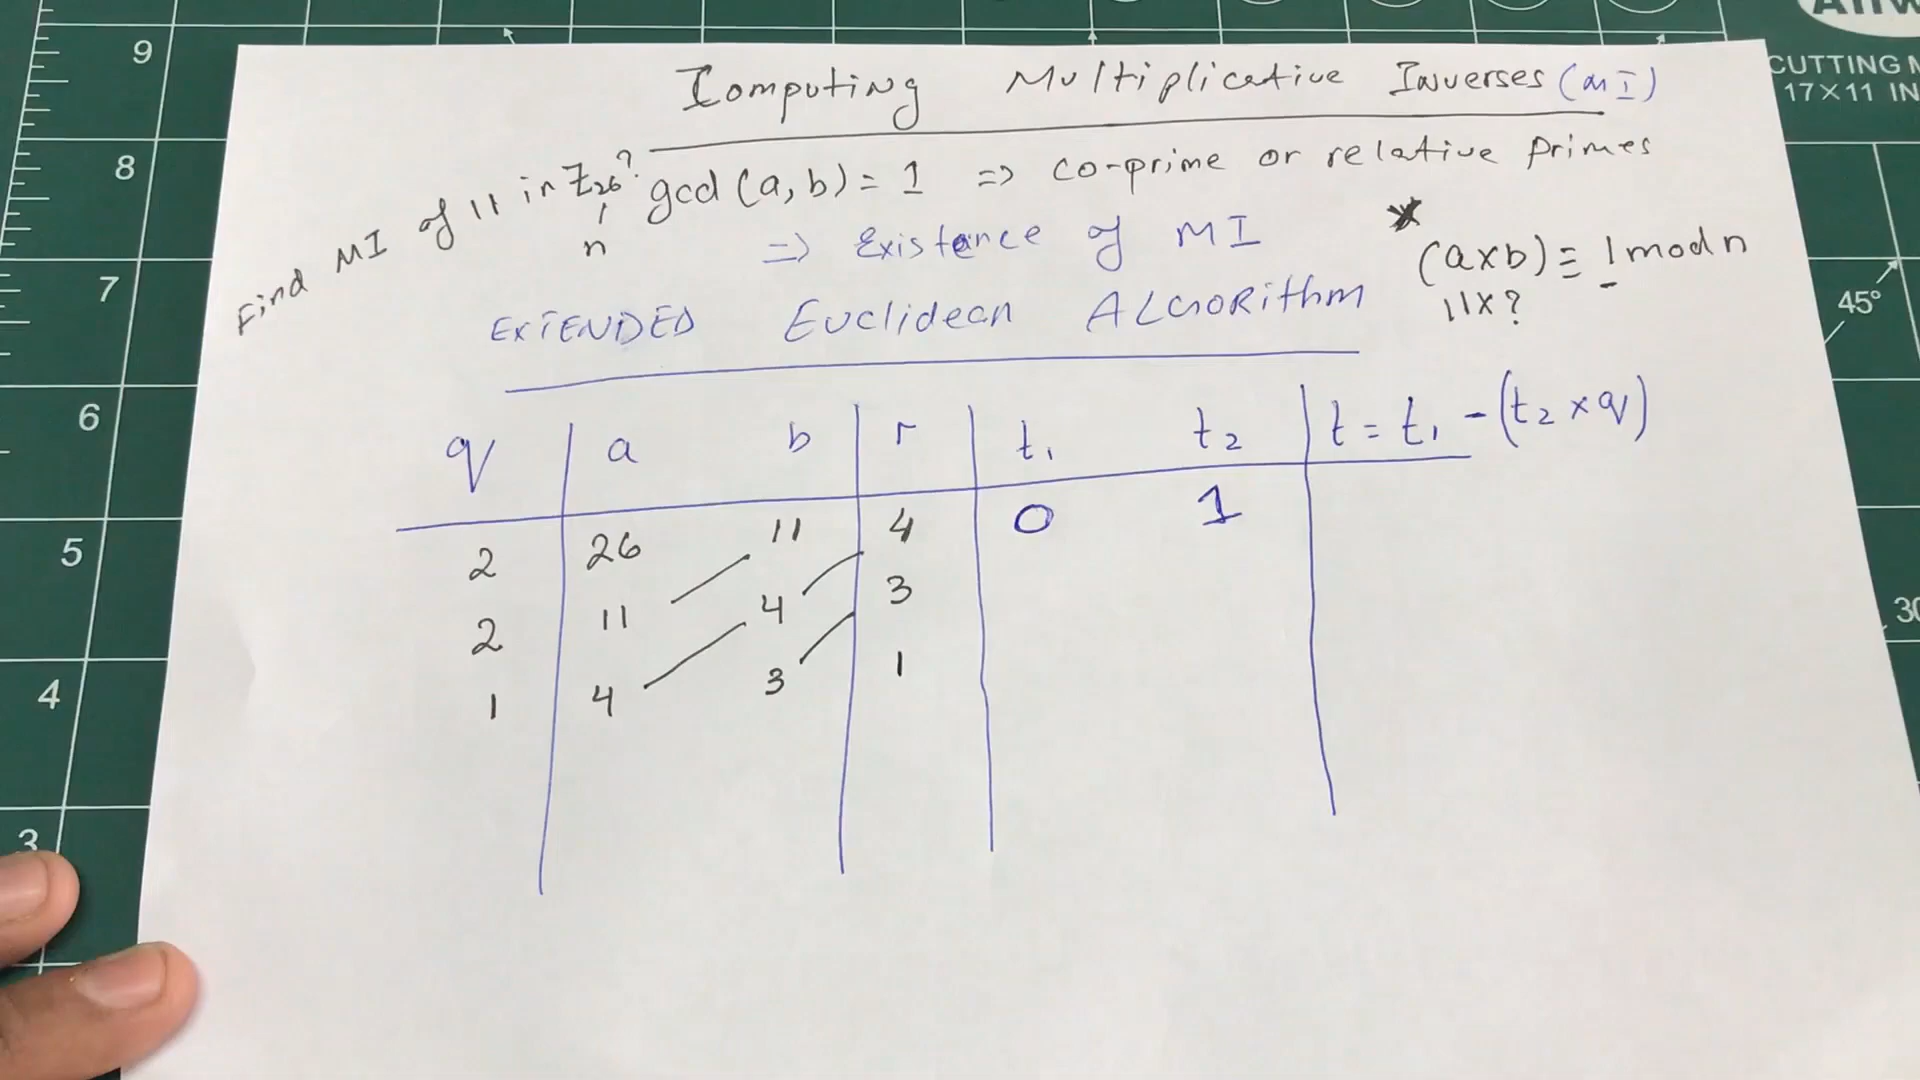 Computing Multiplicative Inverses (MI)
Find MI of 11 in Z26?
n
gcd (a, b) = 1 => co-prime or relative primes
=> Existance of MI
(a x b) ≡ 1 mod n
11 x ?
EXTENDED Euclidean ALGORithm
q a b r t1 t2 t = t1 - (t2 x q)
2 26 11 4 0 1
2 11 4 3
1 4 3 1
9
8
7
6
5
4
3
CUTTING
17 X 11 IN
45°
30